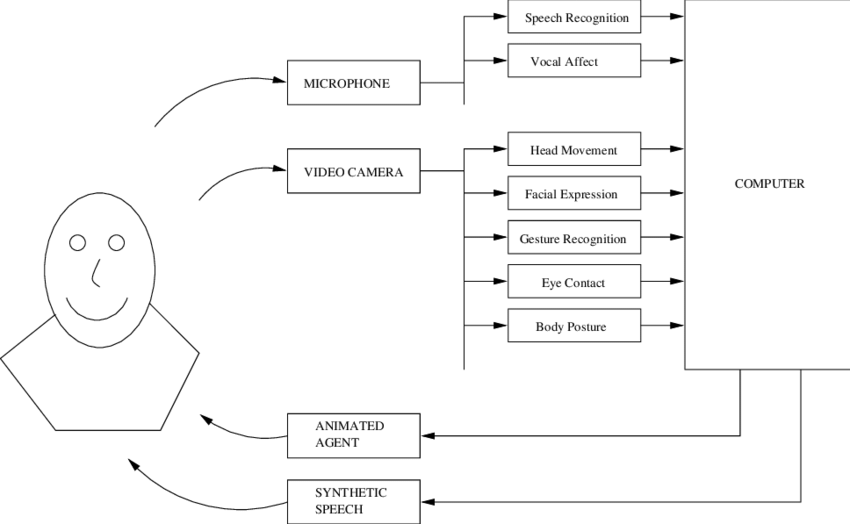 Speech Recognition
Vocal Affect
MICROPHONE
Head Movement
VIDEO CAMERA
Facial Expression
COMPUTER
Gesture Recognition
Eye Contact
Body Posture
ANIMATED
AGENT
SYNTHETIC
SPEECH